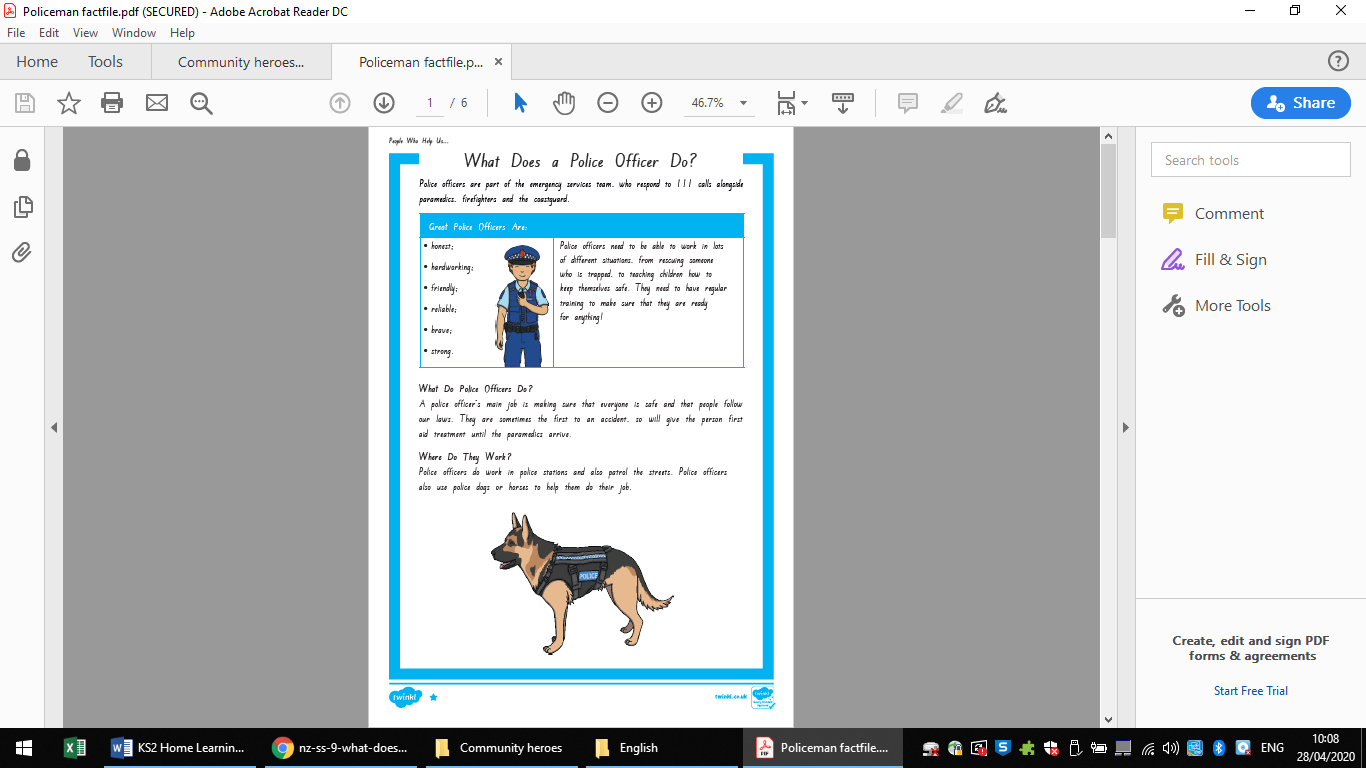 Policeman factfile.pdf (SECURED) - Adobe Acrobat Reader DC
File Edit View Window Help
Home Tools Community heroes... Policeman factfile.p... ×
1 / 6 46.7% Share
People Who Help Us...
What Does a Police Officer Do?
Police officers are part of the emergency services team, who respond to 111 calls alongside
paramedics, firefighters and the coastguard.
Great Police Officers Are:
• honest;
• hardworking;
• friendly;
• reliable;
• brave;
• strong.
Police officers need to be able to work in lots
of different situations, from rescuing someone
who is trapped, to teaching children how to
keep themselves safe. They need to have regular
training to make sure that they are ready
for anything!
What Do Police Officers Do?
A police officer's main job is making sure that everyone is safe and that people follow
our laws. They are sometimes the first to an accident, so will give the person first
aid treatment until the paramedics arrive.
Where Do They Work?
Police officers do work in police stations and also patrol the streets. Police officers
also use police dogs or horses to help them do their job.
POLICE
twinkl
twinkl.co.uk
Search tools
Comment
Fill & Sign
More Tools
Create, edit and sign PDF
forms & agreements
Start Free Trial
KS2 Home Learnin... nz-ss-9-what-does... Community heroes English Policeman factfile.... ENG 10:08
28/04/2020